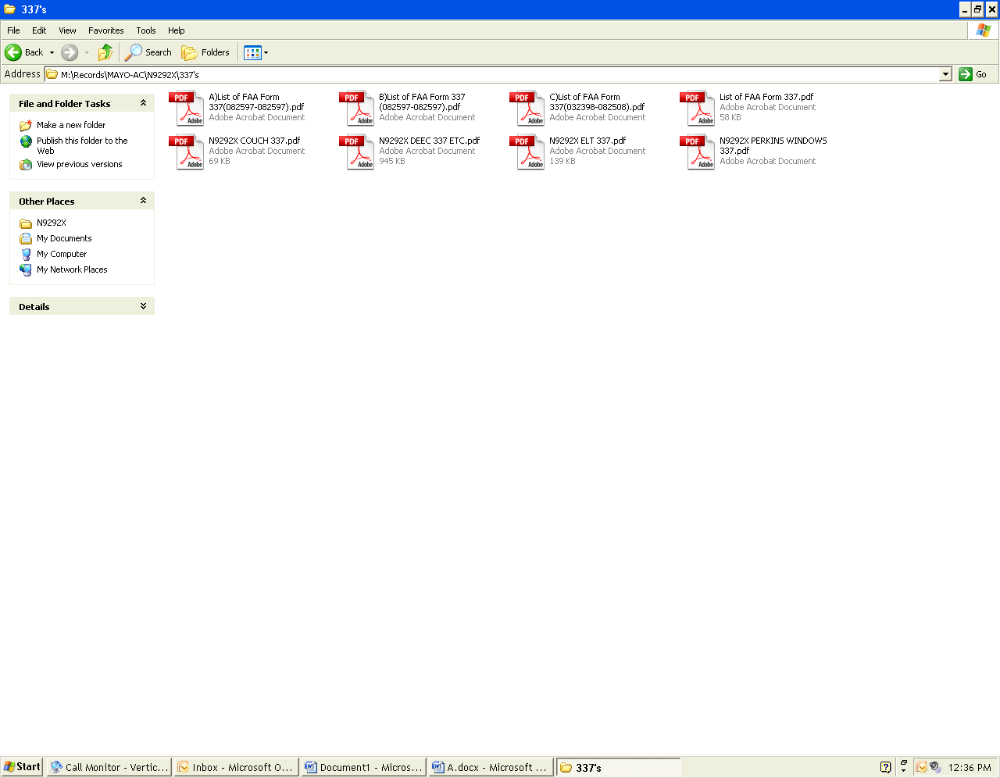 337's
File Edit View Favorites Tools Help
Back Search Folders
Address M:\Records\MAYO-AC\N9292X\337's Go
File and Folder Tasks
Make a new folder
Publish this folder to the
Web
View previous versions
Other Places
N9292X
My Documents
My Computer
My Network Places
Details
PDF
Adobe
A)List of FAA Form
337(082597-082597).pdf
Adobe Acrobat Document
PDF
Adobe
B)List of FAA Form 337
(082597-082597).pdf
Adobe Acrobat Document
PDF
Adobe
C)List of FAA Form
337(032398-082508).pdf
Adobe Acrobat Document
PDF
Adobe
List of FAA Form 337.pdf
Adobe Acrobat Document
58 KB
PDF
Adobe
N9292X COUCH 337.pdf
Adobe Acrobat Document
69 KB
PDF
Adobe
N9292X DEEC 337 ETC.pdf
Adobe Acrobat Document
945 KB
PDF
Adobe
N9292X ELT 337.pdf
Adobe Acrobat Document
139 KB
PDF
Adobe
N9292X PERKINS WINDOWS
337.pdf
Adobe Acrobat Document
Start Call Monitor - Vertic... Inbox - Microsoft O... Document1 - Micros... A.docx - Microsoft ... 337's 12:36 PM